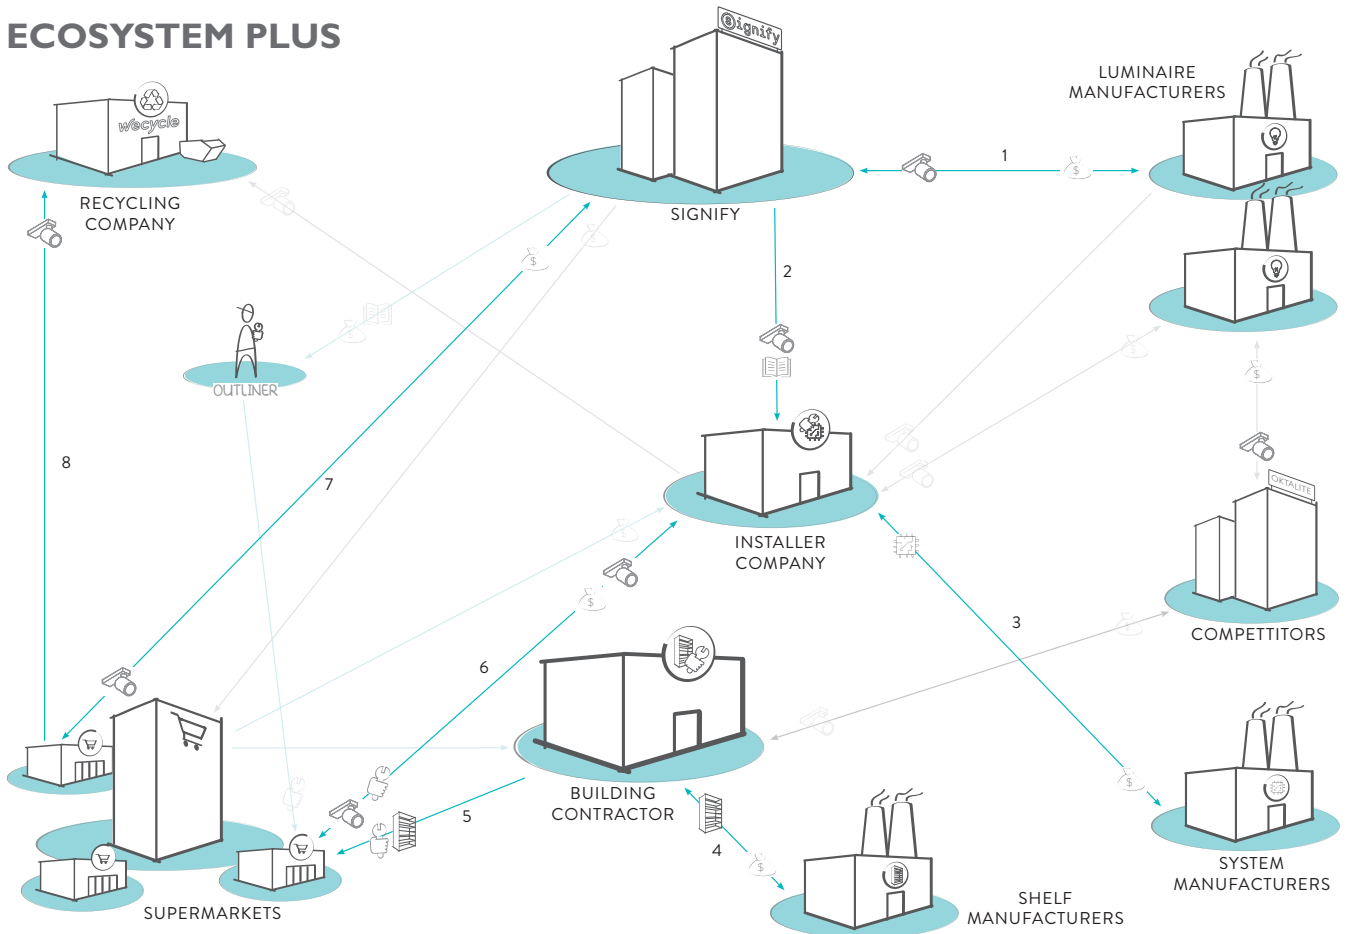 ECOSYSTEM PLUS
Signify
LUMINAIRE
MANUFACTURERS
wecycle
1
$
RECYCLING
COMPANY
SIGNIFY
$
$
2
$
$
$
OUTLINER
8
7
OKTALITE
$
INSTALLER
COMPANY
$
3
$
COMPETTITORS
6
BUILDING
CONTRACTOR
5
4
$
$
SYSTEM
MANUFACTURERS
SHELF
MANUFACTURERS
SUPERMARKETS